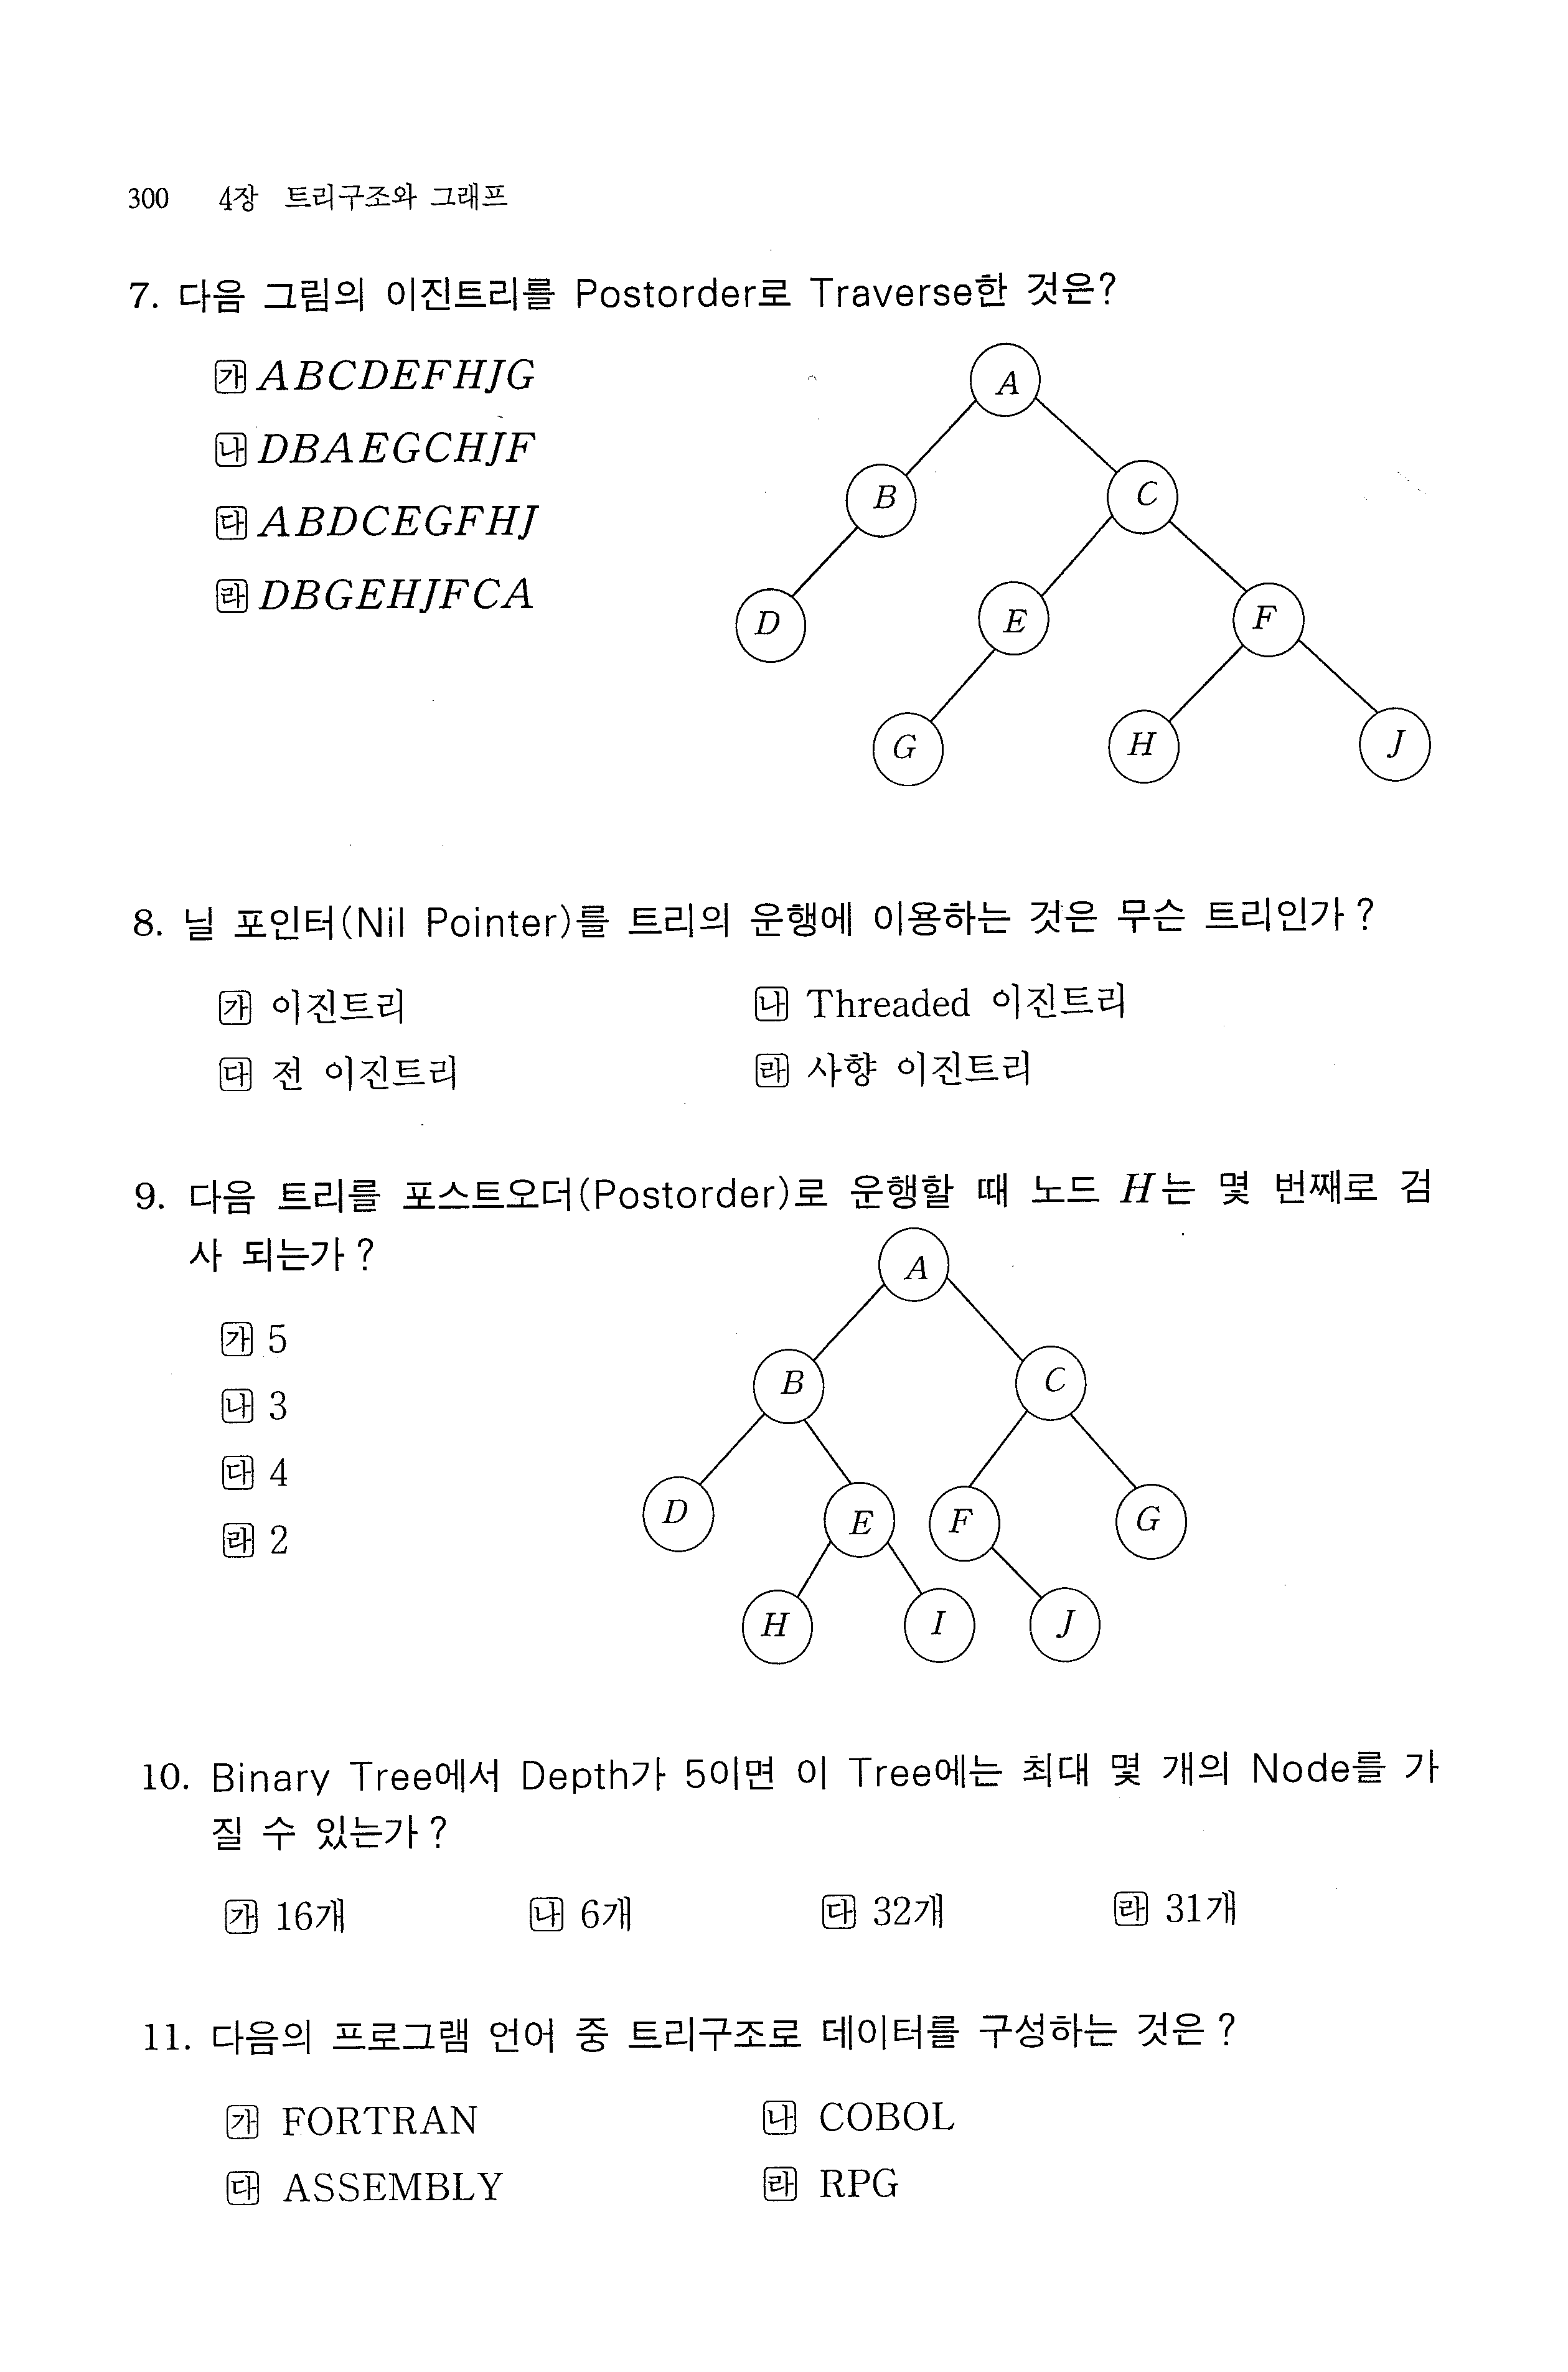 300 4장 트리구조와 그래프
7. 다음 그림의 이진트리를 Postorder로 Traverse한 것은?
㉮ ABCDEFHJG
㉯ DBAEGCHJF
㉰ ABDCEGFHJ
㉱ DBGEHJFCA
A
B
C
D
E
F
G
H
J
8. 닐 포인터(Nil Pointer)를 트리의 운행에 이용하는 것은 무슨 트리인가?
㉮ 이진트리
㉯ Threaded 이진트리
㉰ 전 이진트리
㉱ 사향 이진트리
9. 다음 트리를 포스트오더(Postorder)로 운행할 때 노드 H는 몇 번째로 검
사 되는가?
㉮ 5
㉯ 3
㉰ 4
㉱ 2
A
B
C
D
E
F
G
H
I
J
10. Binary Tree에서 Depth가 5이면 이 Tree에는 최대 몇 개의 Node를 가
질 수 있는가?
㉮ 16개 ㉯ 6개 ㉰ 32개 ㉱ 31개
11. 다음의 프로그램 언어 중 트리구조로 데이터를 구성하는 것은?
㉮ FORTRAN
㉯ COBOL
㉰ ASSEMBLY
㉱ RPG